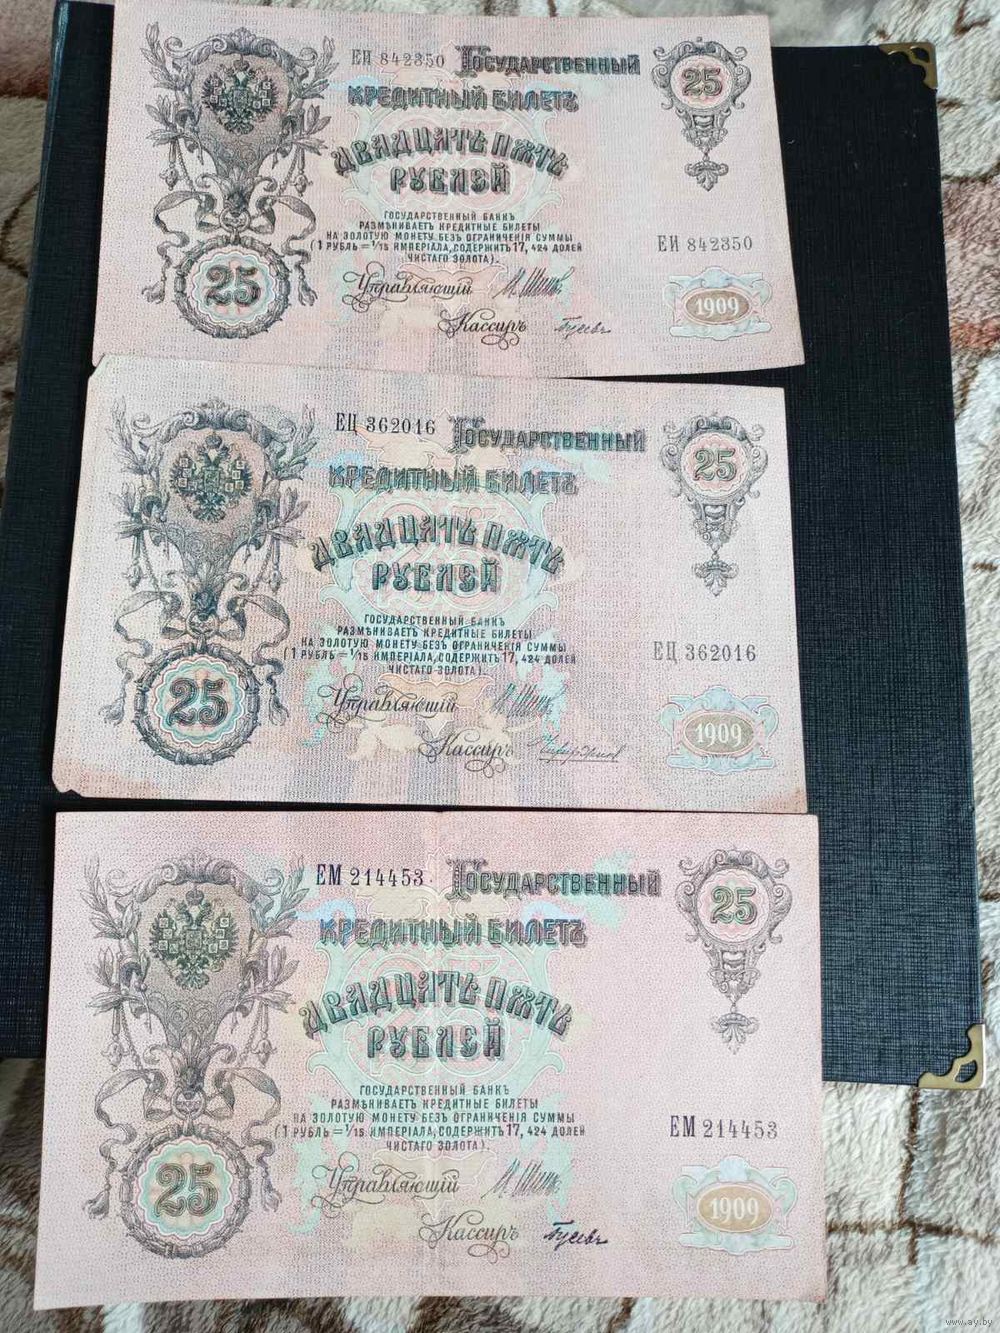 ЕИ 842350 Государственный
25
кредитный билетъ
двадцать пять
рублей
Государственный банкъ
размѣниваетъ кредитные билеты
на золотую монету безъ ограниченія суммы
(1 рубль = 1/15 имперіала, содержитъ 17, 424 долей
чистаго золота).
ЕИ 842350
25
Управляющій
1909
Кассиръ
ЕЦ 362016 Государственный
25
кредитный билетъ
двадцать пять
рублей
Государственный банкъ
размѣниваетъ кредитные билеты
на золотую монету безъ ограниченія суммы
(1 рубль = 1/15 имперіала, содержитъ 17, 424 долей
чистаго золота).
ЕЦ 362016
25
Управляющій
1909
Кассиръ
ЕМ 214453 Государственный
25
кредитный билетъ
двадцать пять
рублей
Государственный банкъ
размѣниваетъ кредитные билеты
на золотую монету безъ ограниченія суммы
(1 рубль = 1/15 имперіала, содержитъ 17, 424 долей
чистаго золота).
ЕМ 214453
25
Управляющій
1909
Кассиръ
www.ay.by